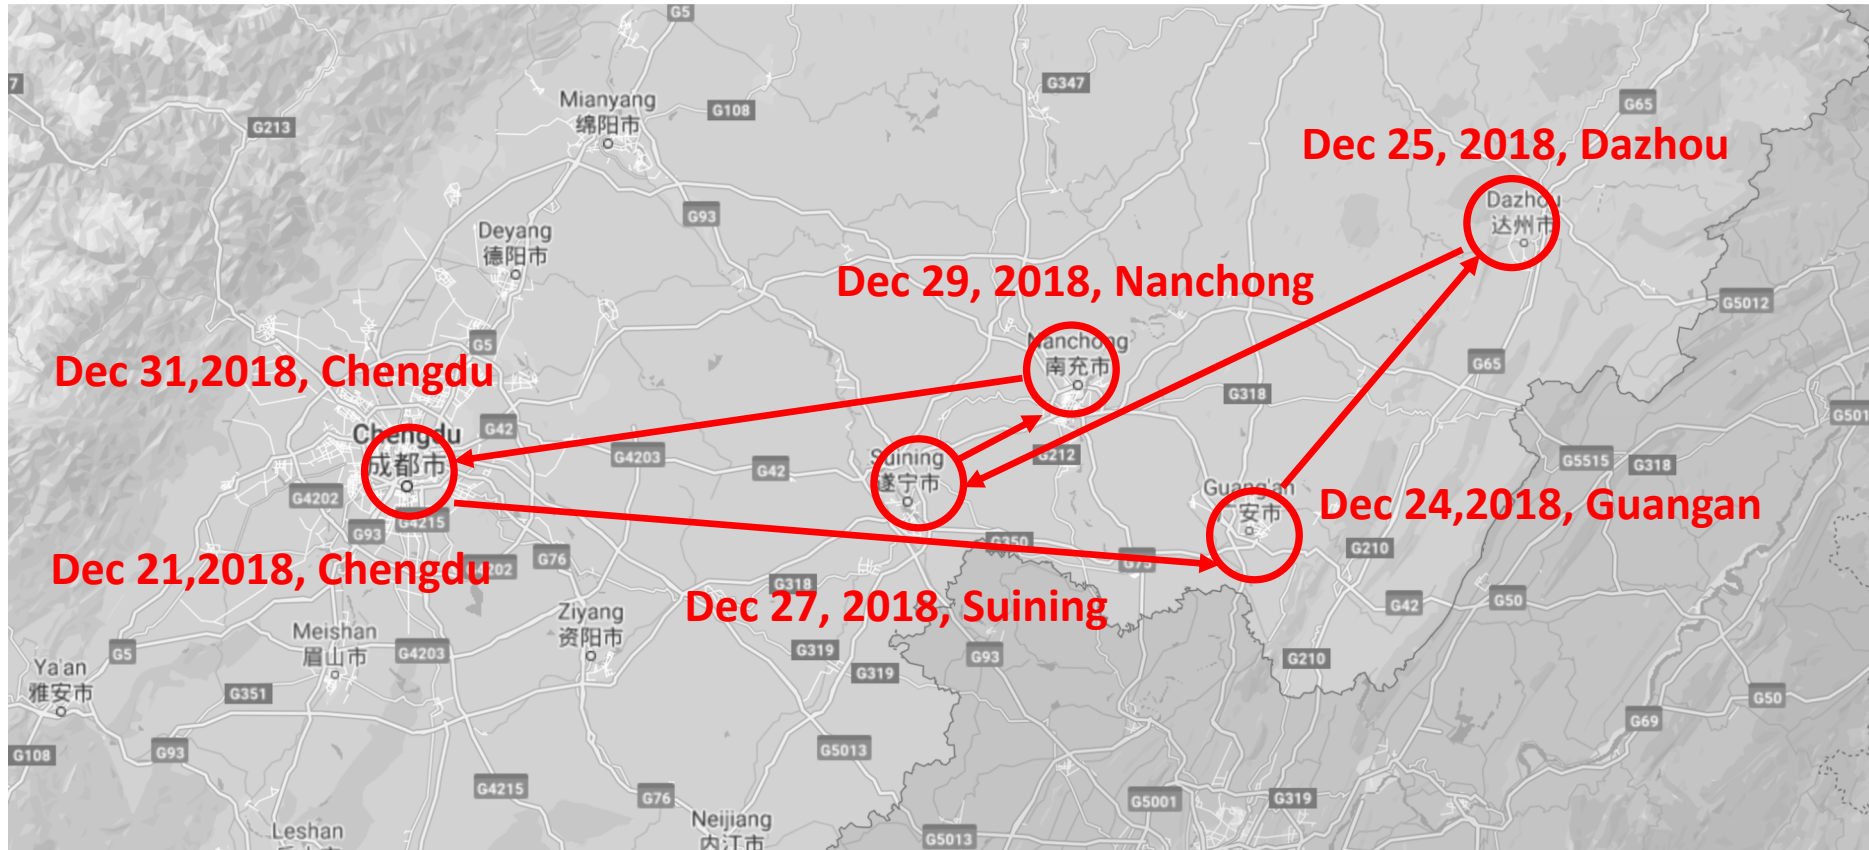 G5
7
G347
Mianyang
绵阳市
G108
G65
G213
Dec 25, 2018, Dazhou
Dazhou
达州市
G93
Deyang
德阳市
Dec 29, 2018, Nanchong
G5012
Nanchong
南充市
G5
G65
Dec 31,2018, Chengdu
G318
G501
Chengdu
成都市
G42
G4203
G42
Suining
遂宁市
G212
G5515
G318
G4202
Guang'an
安市
Dec 24,2018, Guangan
G4215
G93
G350
G210
G75
G76
Dec 21,2018, Chengdu
G318
Dec 27, 2018, Suining
G42
G50
Ziyang
资阳市
Meishan
眉山市
G5
G4203
G319
G93
G210
G319
Ya'an
雅安市
G351
G50
G69
G108
G93
G5013
G4215
G76
G5001
G319
Neijiang
内江市
Leshan
G5013